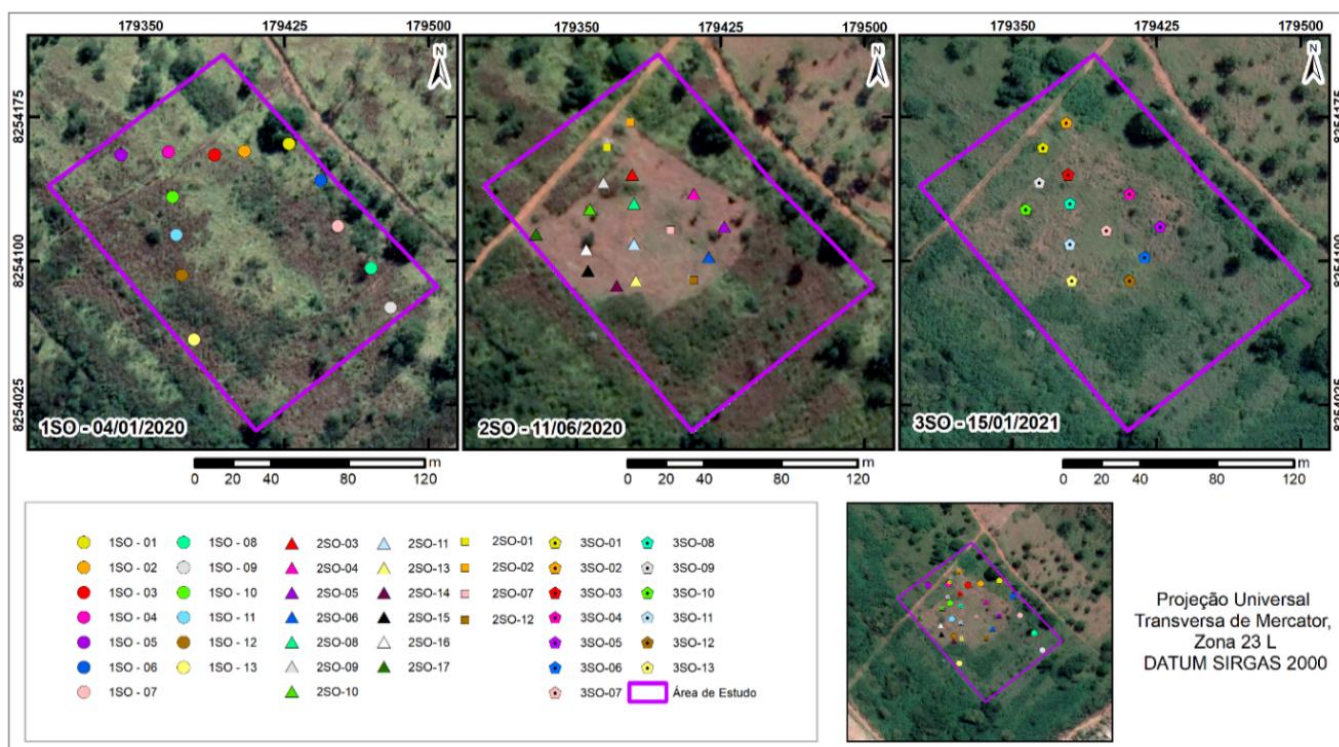 179350 179425 179500 179350 179425 179500 179350 179425 179500
N N N
8254175 8254175
8254100 8254100
8254025 8254025
1SO - 04/01/2020 2SO - 11/06/2020 3SO - 15/01/2021
0 20 40 80 120 m 0 20 40 80 120 m 0 20 40 80 120 m
1SO - 01
1SO - 02
1SO - 03
1SO - 04
1SO - 05
1SO - 06
1SO - 07
1SO - 08
1SO - 09
1SO - 10
1SO - 11
1SO - 12
1SO - 13
2SO-03
2SO-04
2SO-05
2SO-06
2SO-08
2SO-09
2SO-10
2SO-11
2SO-13
2SO-14
2SO-15
2SO-16
2SO-17
2SO-01
2SO-02
2SO-07
2SO-12
3SO-01
3SO-02
3SO-03
3SO-04
3SO-05
3SO-06
3SO-07
3SO-08
3SO-09
3SO-10
3SO-11
3SO-12
3SO-13
Área de Estudo
Projeção Universal
Transversa de Mercator,
Zona 23 L
DATUM SIRGAS 2000